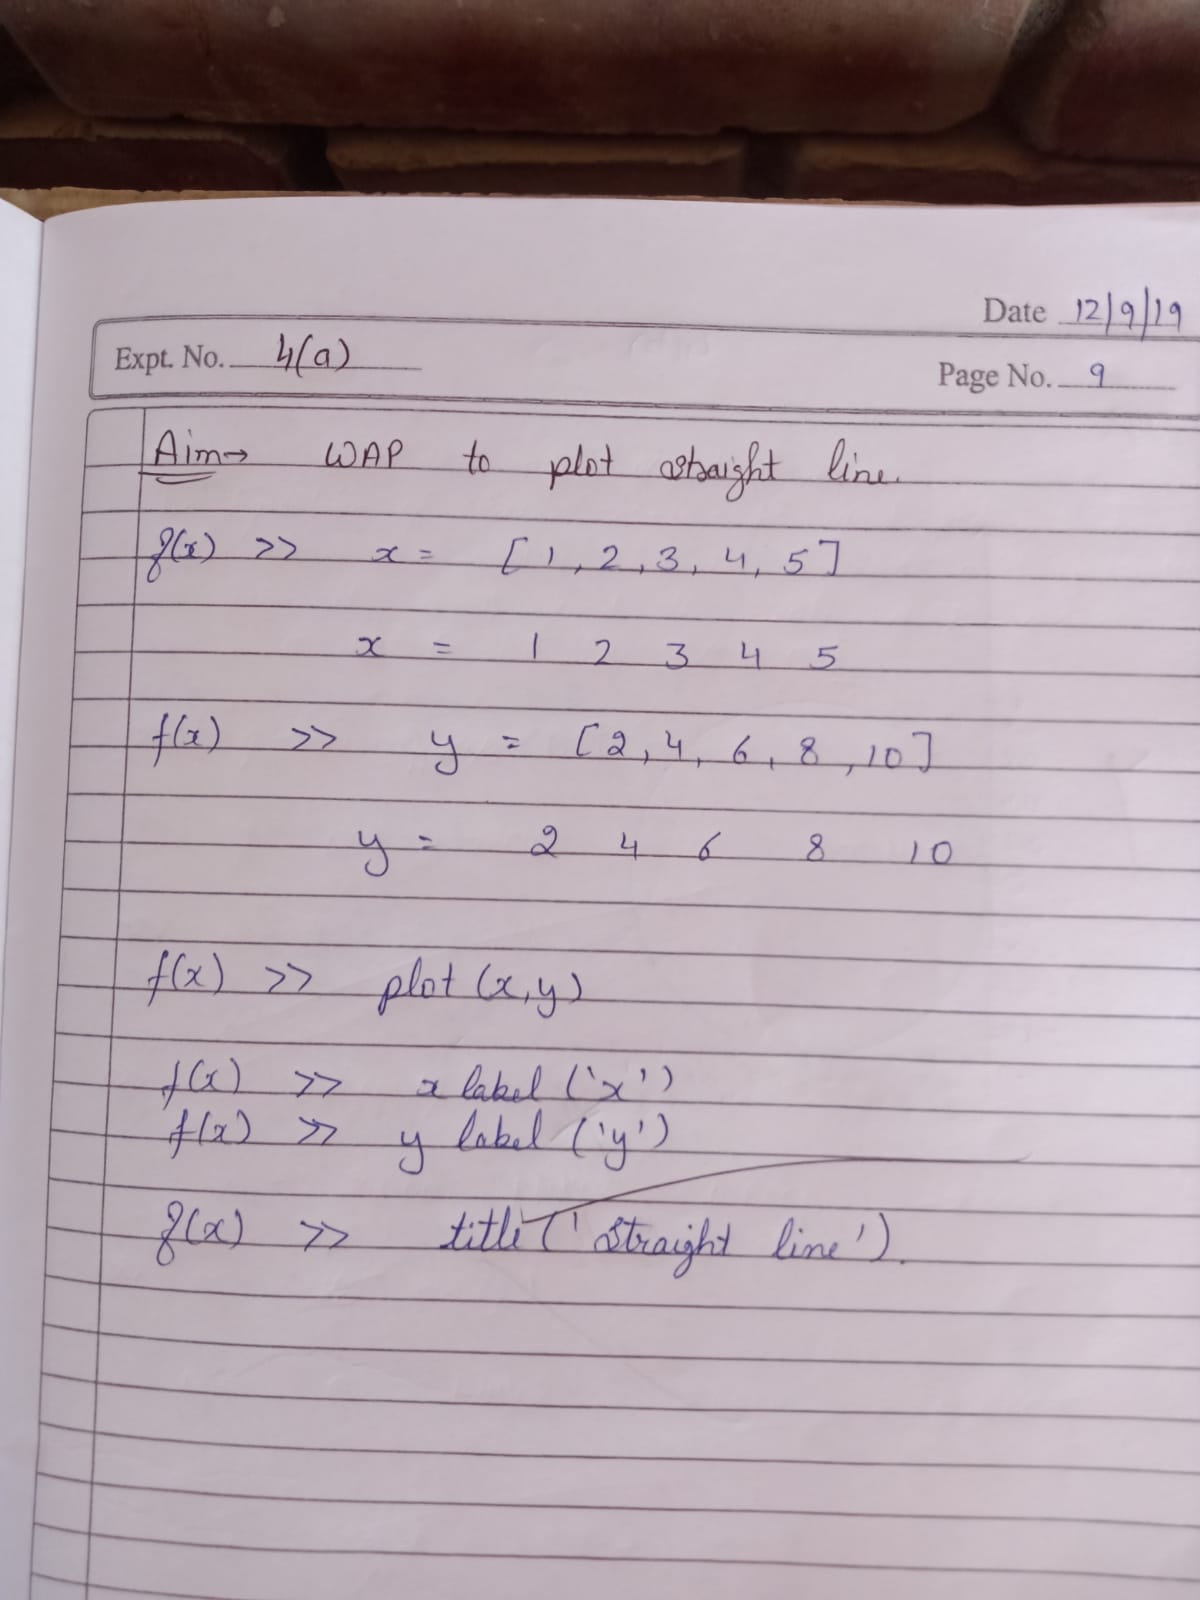 Date 12/9/19
Expt. No. 4(a)
Page No. 9
Aim→ WAP to plot straight line.
f(x) >> x = [1, 2, 3, 4, 5]
x = 1 2 3 4 5
f(x) >> y = [2, 4, 6, 8, 10]
y = 2 4 6 8 10
f(x) >> plot (x, y)
f(x) >> x label ('x')
f(x) >> y label ('y')
f(x) >> title ('straight line').